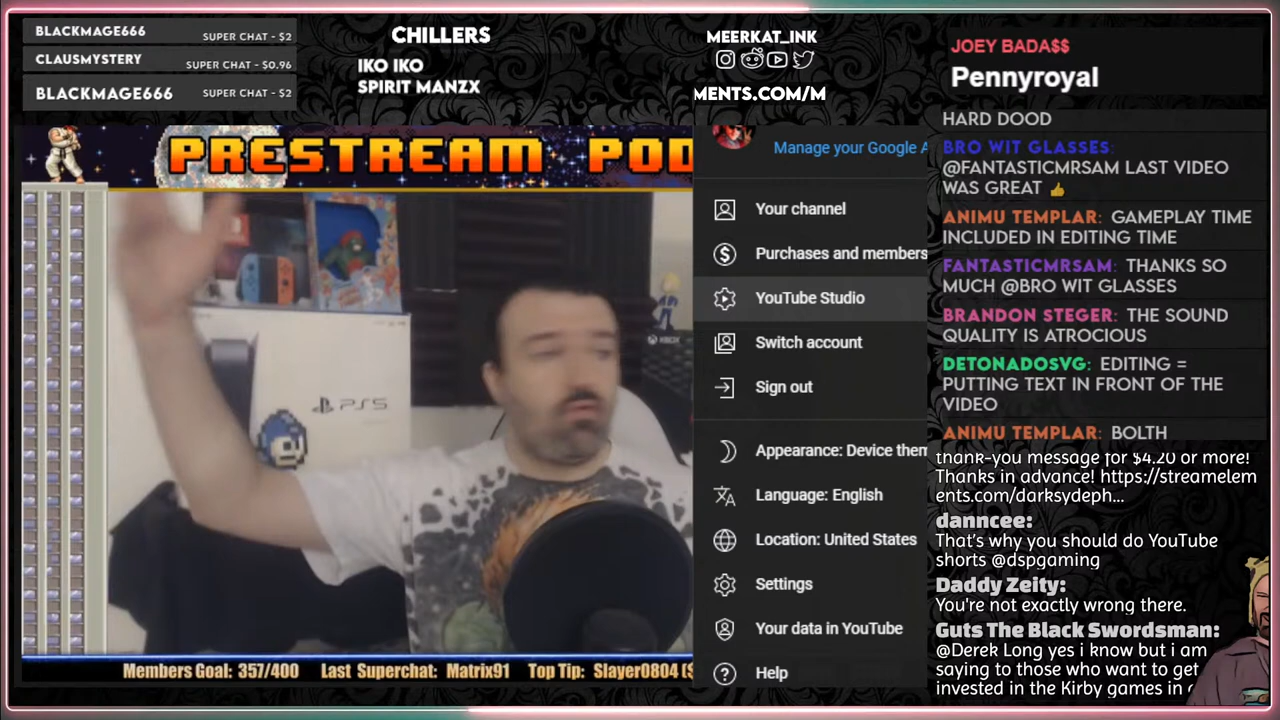 BLACKMAGE666 SUPER CHAT - $2
CLAUSMYSTERY SUPER CHAT - $0.96
BLACKMAGE666 SUPER CHAT - $2
CHILLERS
IKO IKO
SPIRIT MANZX
MEERKAT_INK
MENTS.COM/M
JOEY BADA$$
Pennyroyal
PRESTREAM POD
PS5
XBOX
Members Goal: 357/400 Last Superchat: Matrix91 Top Tip: Slayer0804 ($
Manage your Google A
Your channel
Purchases and members
YouTube Studio
Switch account
Sign out
Appearance: Device them
Language: English
Location: United States
Settings
Your data in YouTube
Help
HARD DOOD
BRO WIT GLASSES:
@FANTASTICMRSAM LAST VIDEO
WAS GREAT 👍
ANIMU TEMPLAR: GAMEPLAY TIME
INCLUDED IN EDITING TIME
FANTASTICMRSAM: THANKS SO
MUCH @BRO WIT GLASSES
BRANDON STEGER: THE SOUND
QUALITY IS ATROCIOUS
DETONADOSVG: EDITING =
PUTTING TEXT IN FRONT OF THE
VIDEO
ANIMU TEMPLAR: BOLTH
thank-you message for $4.20 or more!
Thanks in advance! https://streamelem
ents.com/darksydeph...
danncee:
That's why you should do YouTube
shorts @dspgaming
Daddy Zeity:
You're not exactly wrong there.
Guts The Black Swordsman:
@Derek Long yes i know but i am
saying to those who want to get
invested in the Kirby games in